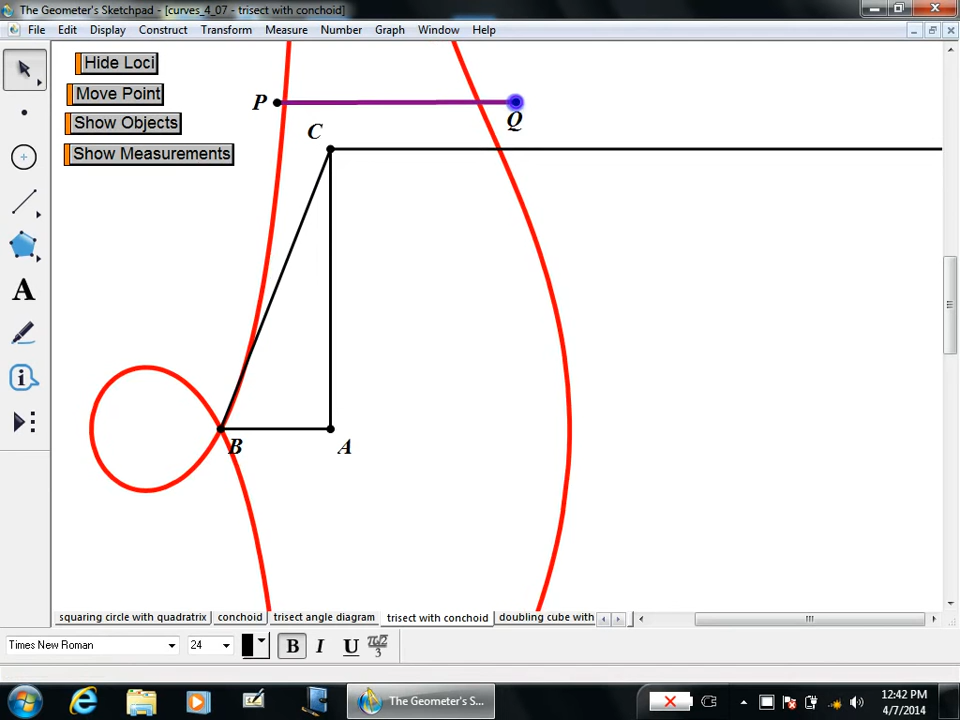 The Geometer's Sketchpad - [curves_4_07 - trisect with conchoid]
File Edit Display Construct Transform Measure Number Graph Window Help
Hide Loci
Move Point
Show Objects
Show Measurements
P
Q
C
B
A
A
squaring circle with quadratrix conchoid trisect angle diagram trisect with conchoid doubling cube with
Times New Roman 24 B I U π√2/3
The Geometer's S...
12:42 PM
4/7/2014